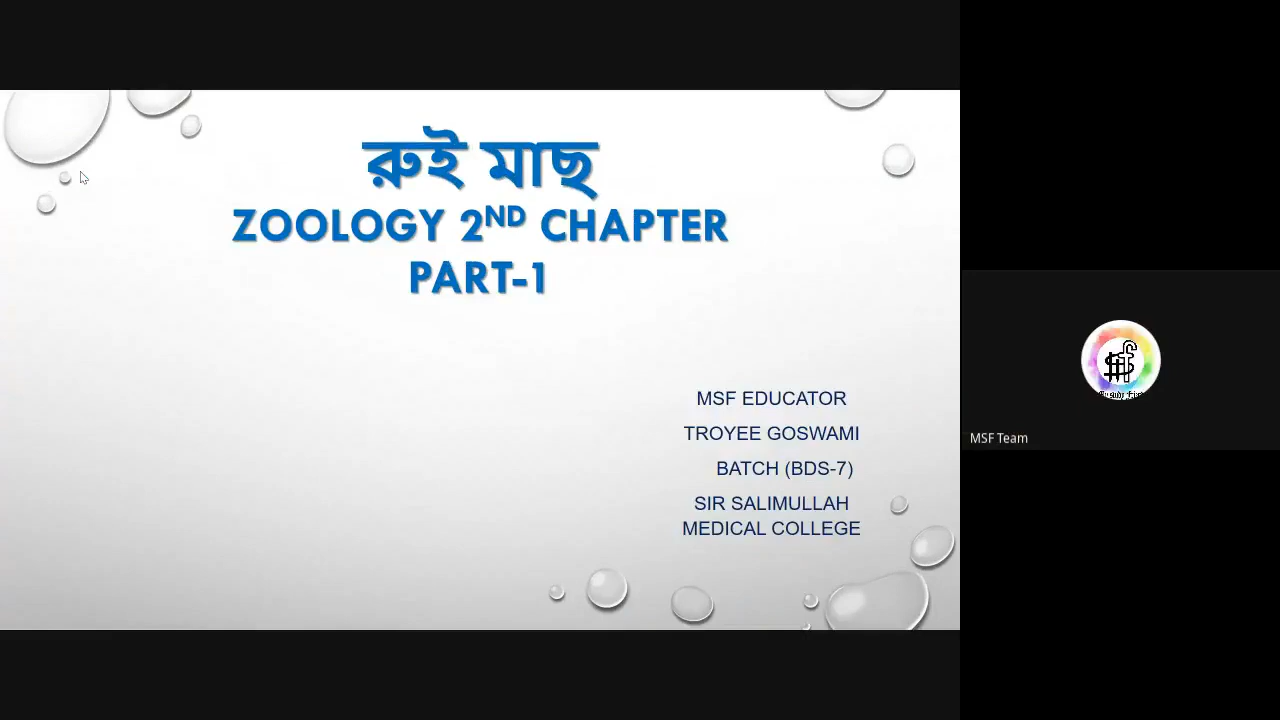 রুই মাছ
ZOOLOGY 2ND CHAPTER
PART-1
MSF EDUCATOR
TROYEE GOSWAMI
BATCH (BDS-7)
SIR SALIMULLAH
MEDICAL COLLEGE
MSF Team